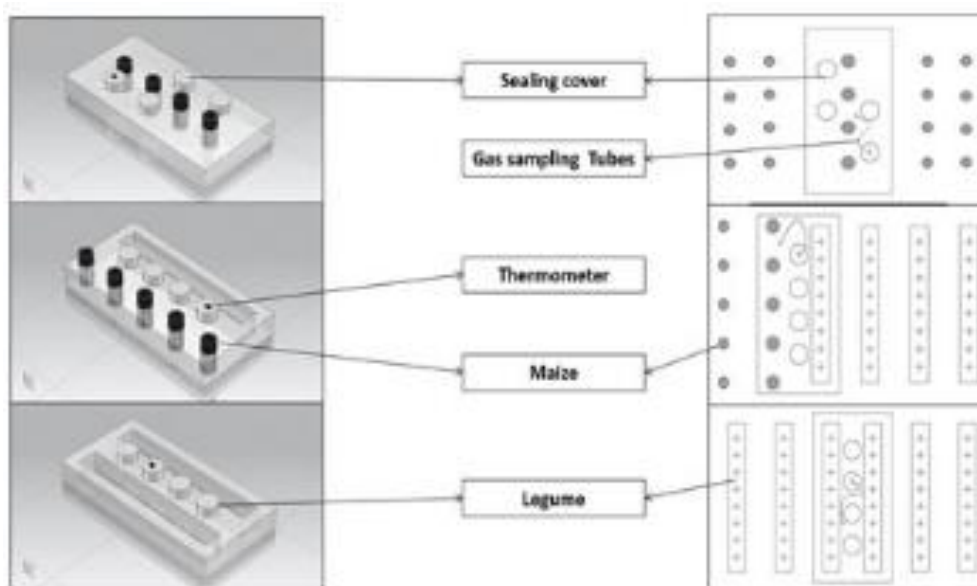 Sealing cover
Gas sampling Tubes
Thermometer
Maize
Legume